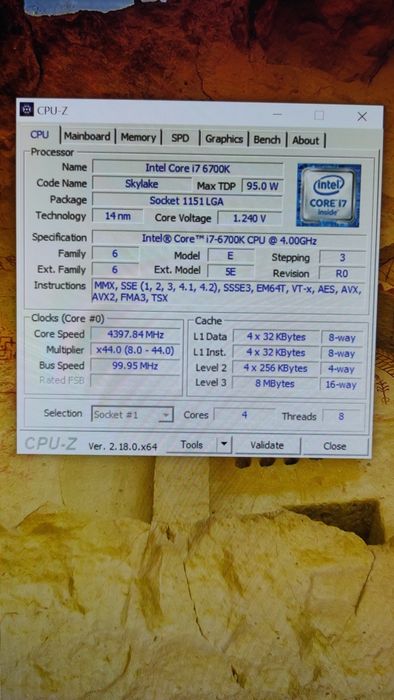 CPU-Z
CPU Mainboard Memory SPD Graphics Bench About
Processor
Name Intel Core i7 6700K
Code Name Skylake Max TDP 95.0 W
Package Socket 1151 LGA
Technology 14 nm Core Voltage 1.240 V
intel
CORE i7
inside
Specification Intel® Core™ i7-6700K CPU @ 4.00GHz
Family 6 Model E Stepping 3
Ext. Family 6 Ext. Model 5E Revision R0
Instructions MMX, SSE (1, 2, 3, 4.1, 4.2), SSSE3, EM64T, VT-x, AES, AVX,
AVX2, FMA3, TSX
Clocks (Core #0)
Core Speed 4397.84 MHz
Multiplier x44.0 (8.0 - 44.0)
Bus Speed 99.95 MHz
Rated FSB
Cache
L1 Data 4 x 32 KBytes 8-way
L1 Inst. 4 x 32 KBytes 8-way
Level 2 4 x 256 KBytes 4-way
Level 3 8 MBytes 16-way
Selection Socket #1 Cores 4 Threads 8
CPU-Z Ver. 2.18.0.x64 Tools Validate Close